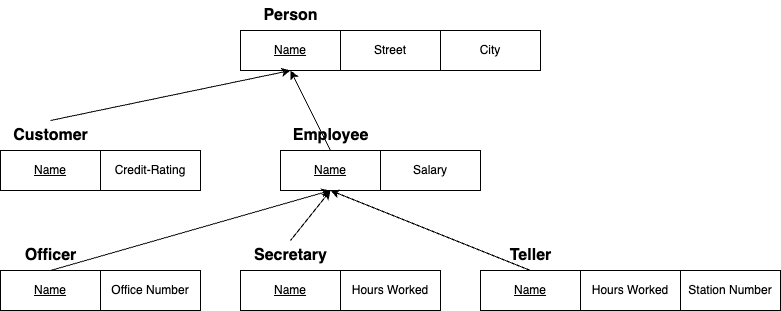 Person
Name Street City
Customer Employee
Name Credit-Rating Name Salary
Officer Secretary Teller
Name Office Number Name Hours Worked Name Hours Worked Station Number